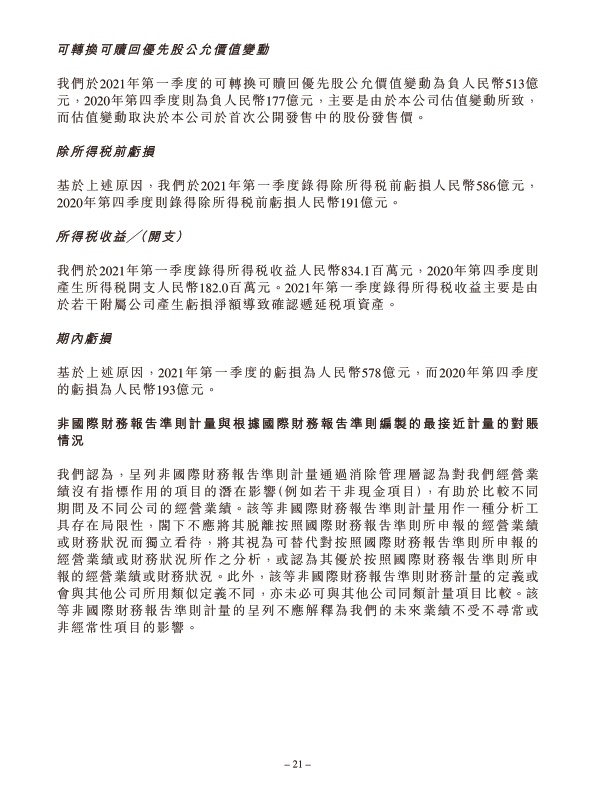 可轉換可贖回優先股公允價值變動
我們於2021年第一季度的可轉換可贖回優先股公允價值變動為負人民幣513億
元，2020年第四季度則為負人民幣177億元，主要是由於本公司估值變動所致，
而估值變動取決於本公司於首次公開發售中的股份發售價。
除所得税前虧損
基於上述原因，我們於2021年第一季度錄得除所得税前虧損人民幣586億元，
2020年第四季度則錄得除所得税前虧損人民幣191億元。
所得税收益╱（開支）
我們於2021年第一季度錄得所得税收益人民幣834.1百萬元，2020年第四季度則
產生所得税開支人民幣182.0百萬元。2021年第一季度錄得所得税收益主要是由
於若干附屬公司產生虧損淨額導致確認遞延税項資產。
期內虧損
基於上述原因，2021年第一季度的虧損為人民幣578億元，而2020年第四季度
的虧損為人民幣193億元。
非國際財務報告準則計量與根據國際財務報告準則編製的最接近計量的對賬
情況
我們認為，呈列非國際財務報告準則計量通過消除管理層認為對我們經營業
績沒有指標作用的項目的潛在影響（例如若干非現金項目），有助於比較不同
期間及不同公司的經營業績。該等非國際財務報告準則計量用作一種分析工
具存在局限性，閣下不應將其脫離按照國際財務報告準則所申報的經營業績
或財務狀況而獨立看待，將其視為可替代對按照國際財務報告準則所申報的
經營業績或財務狀況所作之分析，或認為其優於按照國際財務報告準則所申
報的經營業績或財務狀況。此外，該等非國際財務報告準則財務計量的定義或
會與其他公司所用類似定義不同，亦未必可與其他公司同類計量項目比較。該
等非國際財務報告準則計量的呈列不應解釋為我們的未來業績不受不尋常或
非經常性項目的影響。
– 21 –